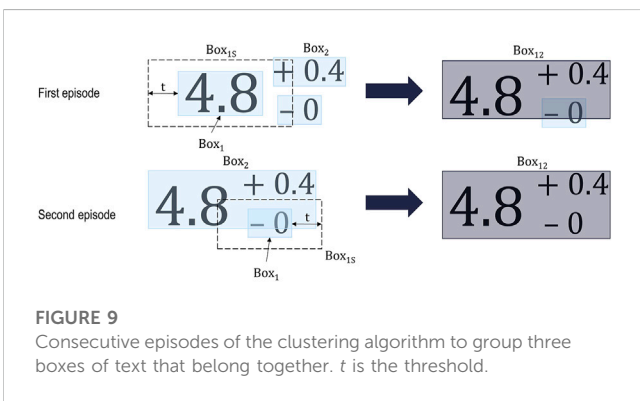 Box₁S Box₂ Box₁₂
First episode t 4.8 + 0.4 - 0 4.8 + 0.4 - 0
Box₁
Box₂ Box₁₂
Second episode 4.8 + 0.4 - 0 t 4.8 + 0.4 - 0
Box₁S
Box₁
FIGURE 9
Consecutive episodes of the clustering algorithm to group three
boxes of text that belong together. t is the threshold.